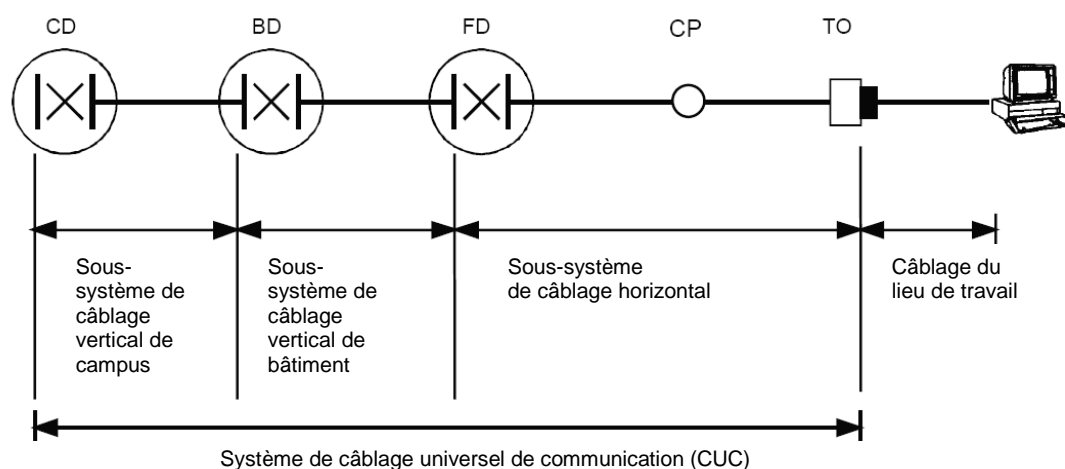 CD
BD
FD
CP
TO
Sous-
système de
câblage
vertical de
campus
Sous-
système de
câblage
vertical de
bâtiment
Sous-système
de câblage horizontal
Câblage du
lieu de travail
Système de câblage universel de communication (CUC)